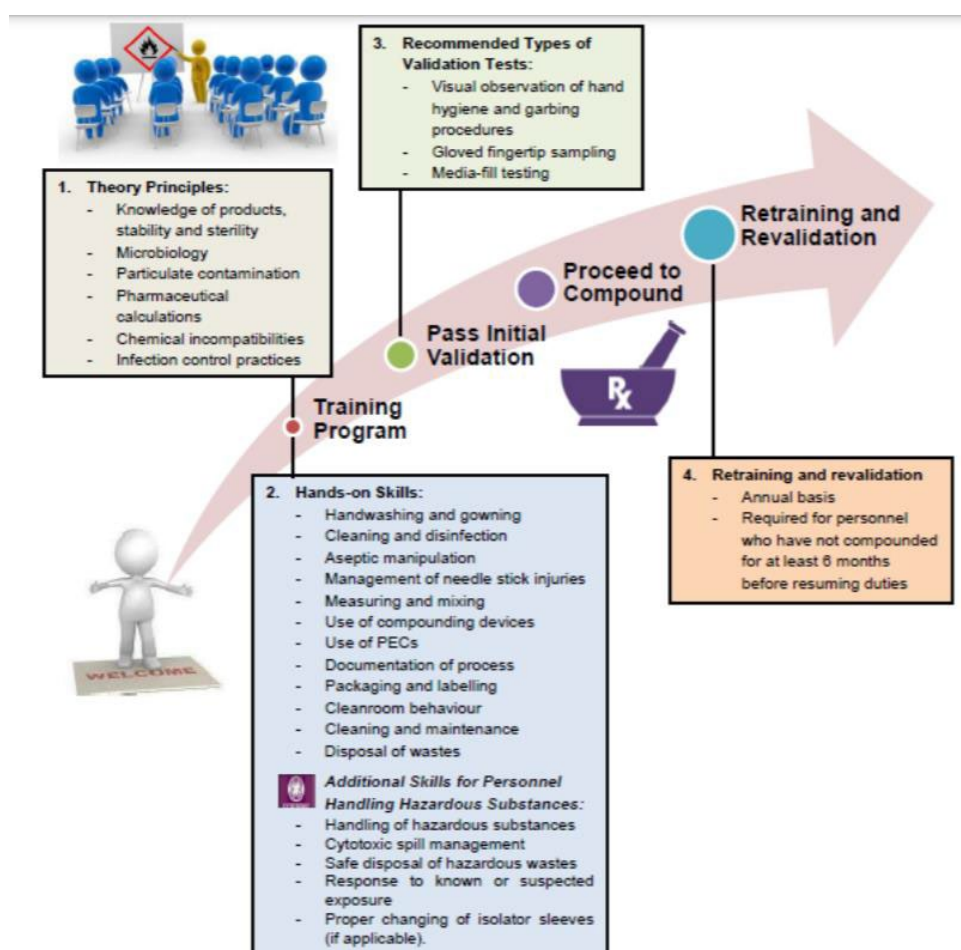 1. Theory Principles:
- Knowledge of products,
stability and sterility
- Microbiology
- Particulate contamination
- Pharmaceutical
calculations
- Chemical incompatibilities
- Infection control practices
3. Recommended Types of
Validation Tests:
- Visual observation of hand
hygiene and garbing
procedures
- Gloved fingertip sampling
- Media-fill testing
Retraining and
Revalidation
Proceed to
Compound
Pass Initial
Validation
Rx
Training
Program
2. Hands-on Skills:
- Handwashing and gowning
- Cleaning and disinfection
- Aseptic manipulation
- Management of needle stick injuries
- Measuring and mixing
- Use of compounding devices
- Use of PECs
- Documentation of process
- Packaging and labelling
- Cleanroom behaviour
- Cleaning and maintenance
- Disposal of wastes
Additional Skills for Personnel
Handling Hazardous Substances:
- Handling of hazardous substances
- Cytotoxic spill management
- Safe disposal of hazardous wastes
- Response to known or suspected
exposure
- Proper changing of isolator sleeves
(if applicable).
4. Retraining and revalidation
- Annual basis
- Required for personnel
who have not compounded
for at least 6 months
before resuming duties
WELCOME